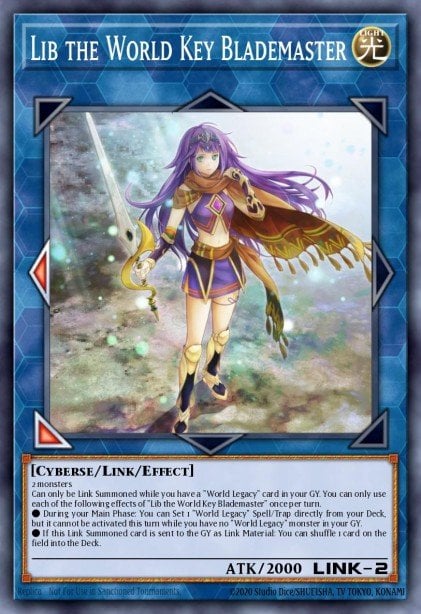 LIB THE WORLD KEY BLADEMASTER
LIGHT
光
[CYBERSE/LINK/EFFECT]
2 monsters
Can only be Link Summoned while you have a "World Legacy" card in your GY. You can only use
each of the following effects of "Lib the World Key Blademaster" once per turn.
● During your Main Phase: You can Set 1 "World Legacy" Spell/Trap directly from your Deck,
but it cannot be activated this turn while you have no "World Legacy" monster in your GY.
● If this Link Summoned card is sent to the GY as Link Material: You can shuffle 1 card on the
field into the Deck.
ATK/2000 LINK-2
Replica - Not For Use in Sanctioned Tornaments ©2020 Studio Dice/SHUEISHA, TV TOKYO, KONAMI